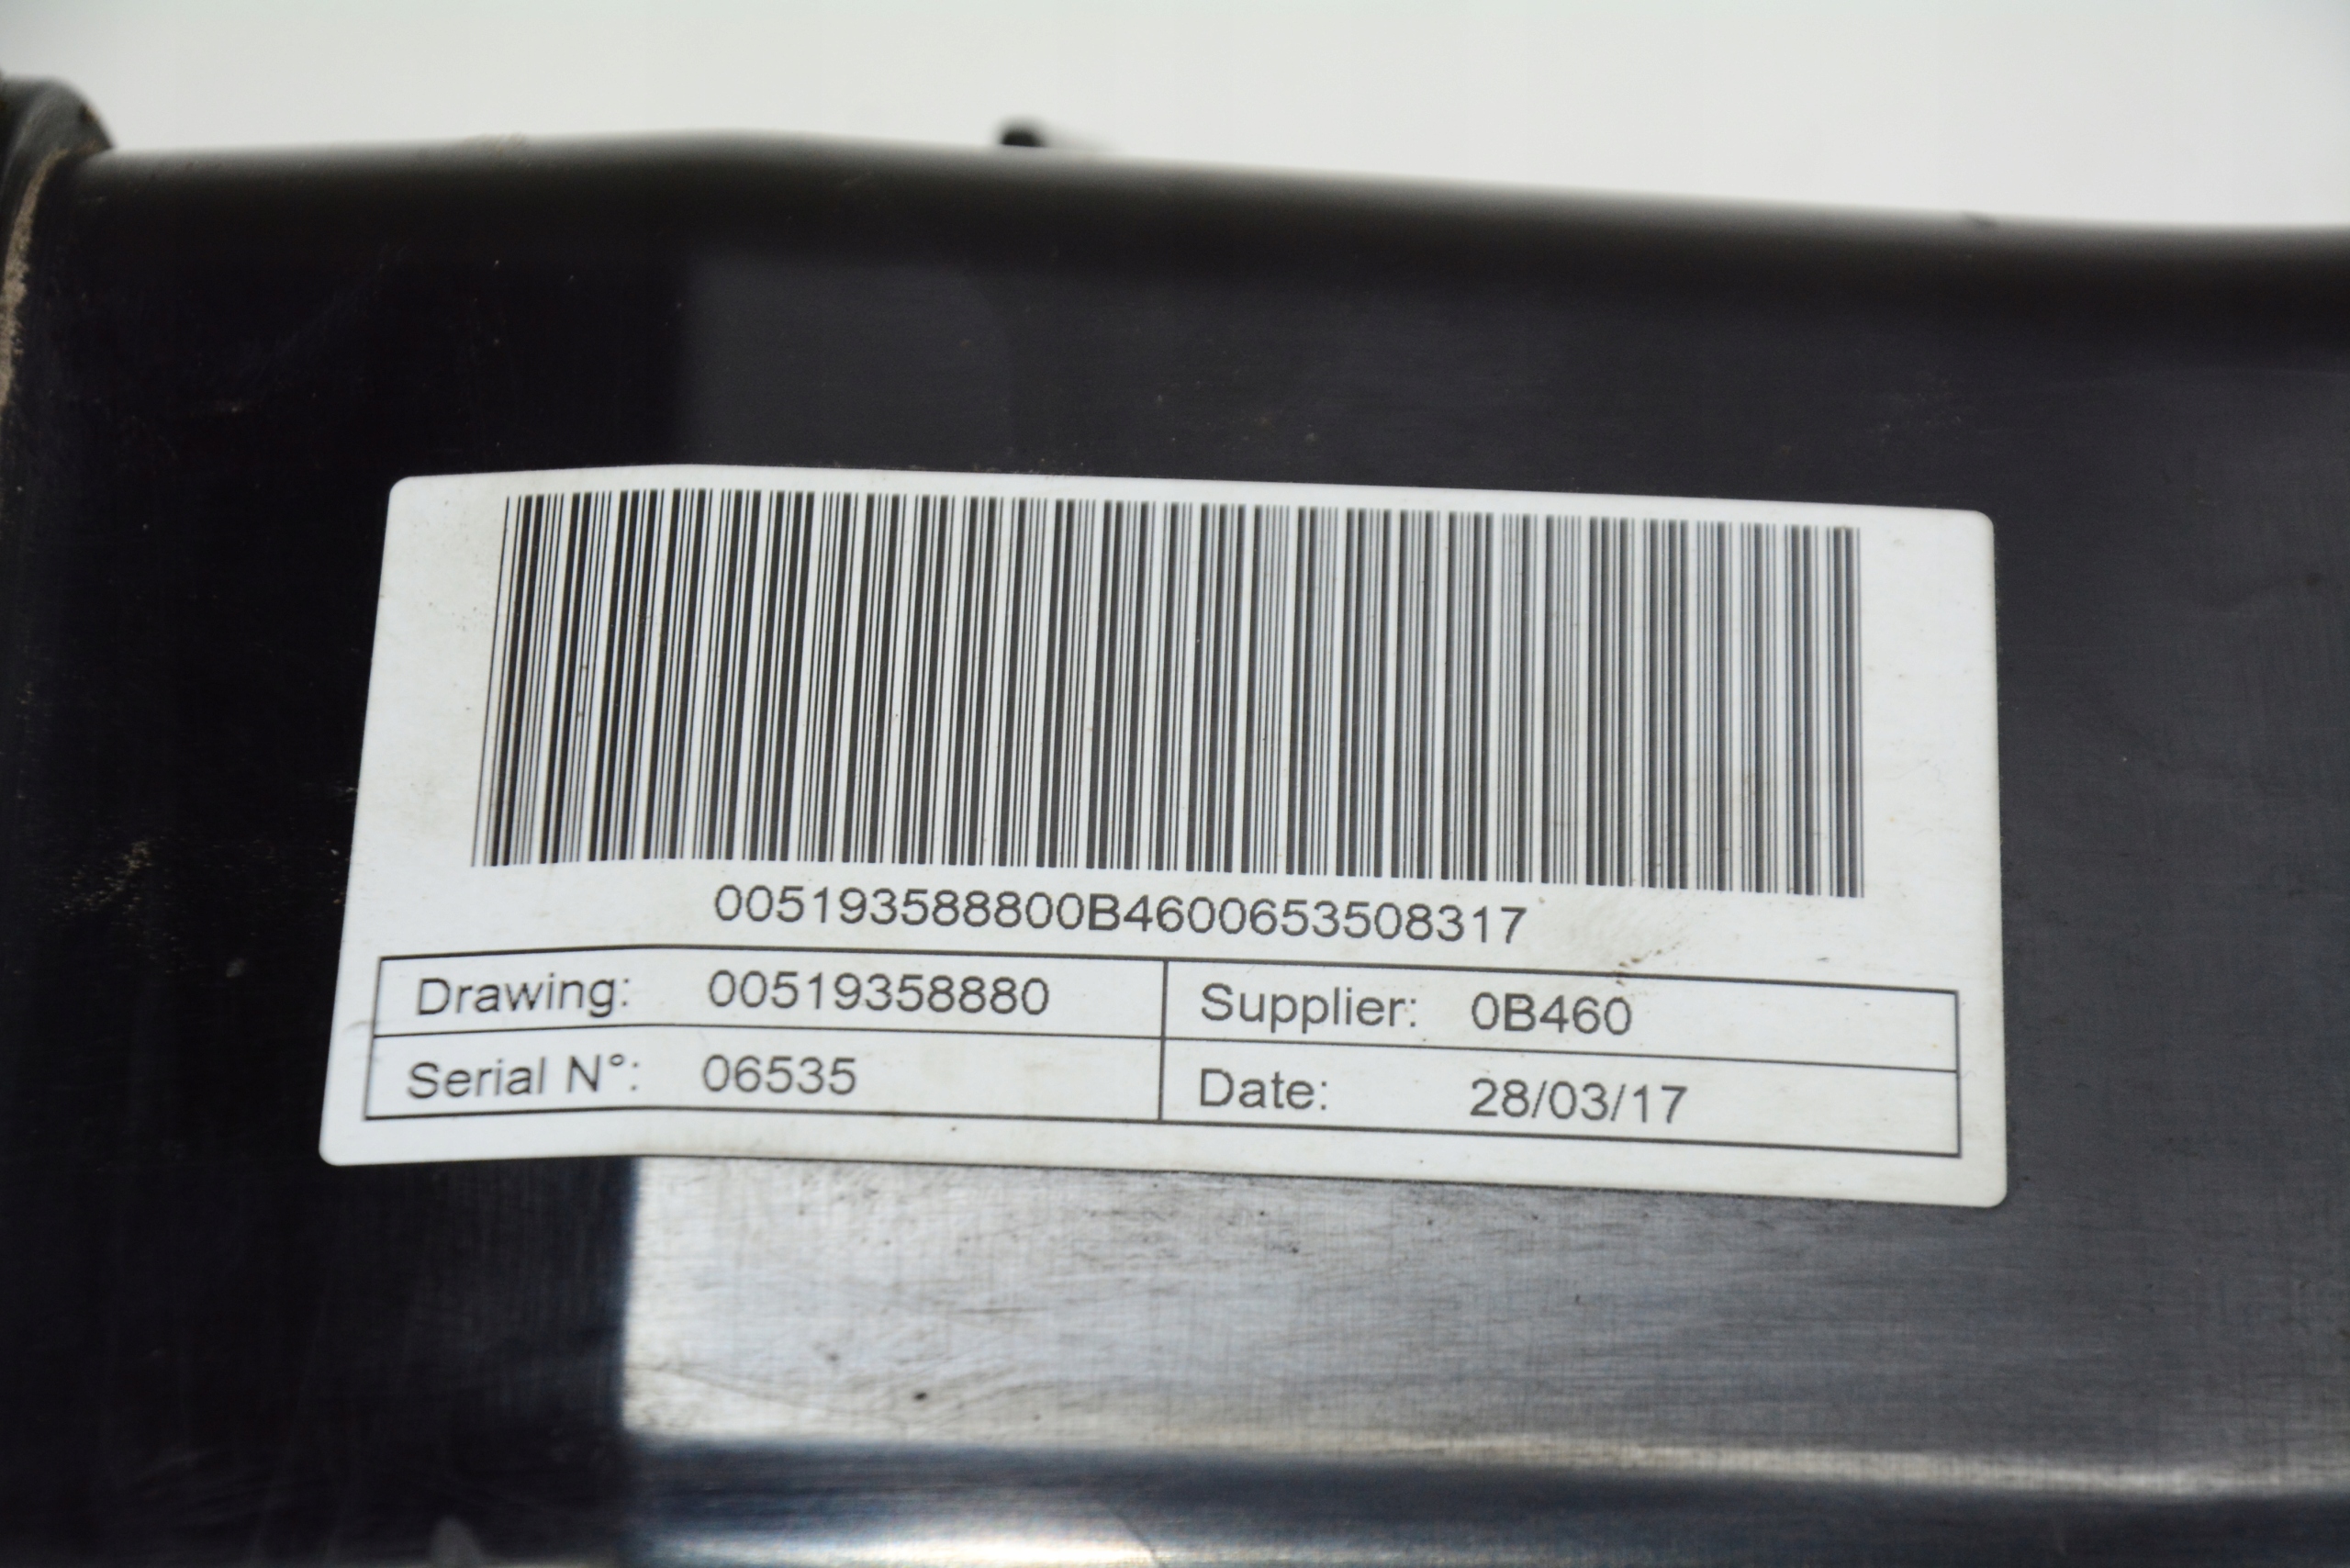 005193588800B4600653508317
Drawing: 00519358880 Supplier: 0B460
Serial N°: 06535 Date: 28/03/17